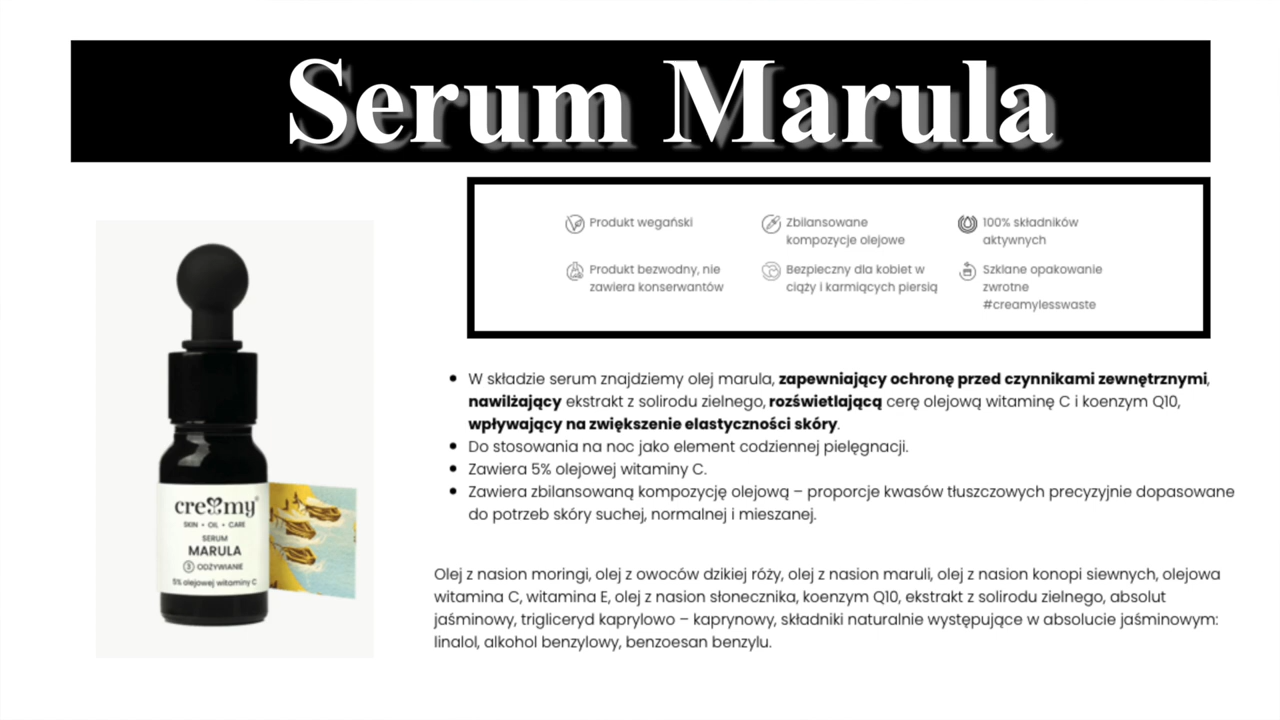 Serum Marula
Produkt wegański
Zbilansowane
kompozycje olejowe
100% składników
aktywnych
Produkt bezwodny, nie
zawiera konserwantów
Bezpieczny dla kobiet w
ciąży i karmiących piersią
Szklane opakowanie
zwrotne
#creamylesswaste
• W składzie serum znajdziemy olej marula, zapewniający ochronę przed czynnikami zewnętrznymi,
nawilżający ekstrakt z solirodu zielnego, rozświetlającą cerę olejową witaminę C i koenzym Q10,
wpływający na zwiększenie elastyczności skóry.
• Do stosowania na noc jako element codziennej pielęgnacji.
• Zawiera 5% olejowej witaminy C.
• Zawiera zbilansowaną kompozycję olejową – proporcje kwasów tłuszczowych precyzyjnie dopasowane
do potrzeb skóry suchej, normalnej i mieszanej.
creamy®
SKIN • OIL • CARE
SERUM
MARULA
3 ODŻYWIANIE
5% olejowej witaminy C
Olej z nasion moringi, olej z owoców dzikiej róży, olej z nasion maruli, olej z nasion konopi siewnych, olejowa
witamina C, witamina E, olej z nasion słonecznika, koenzym Q10, ekstrakt z solirodu zielnego, absolut
jaśminowy, trigliceryd kaprylowo – kaprynowy, składniki naturalnie występujące w absolucie jaśminowym:
linalol, alkohol benzylowy, benzoesan benzylu.